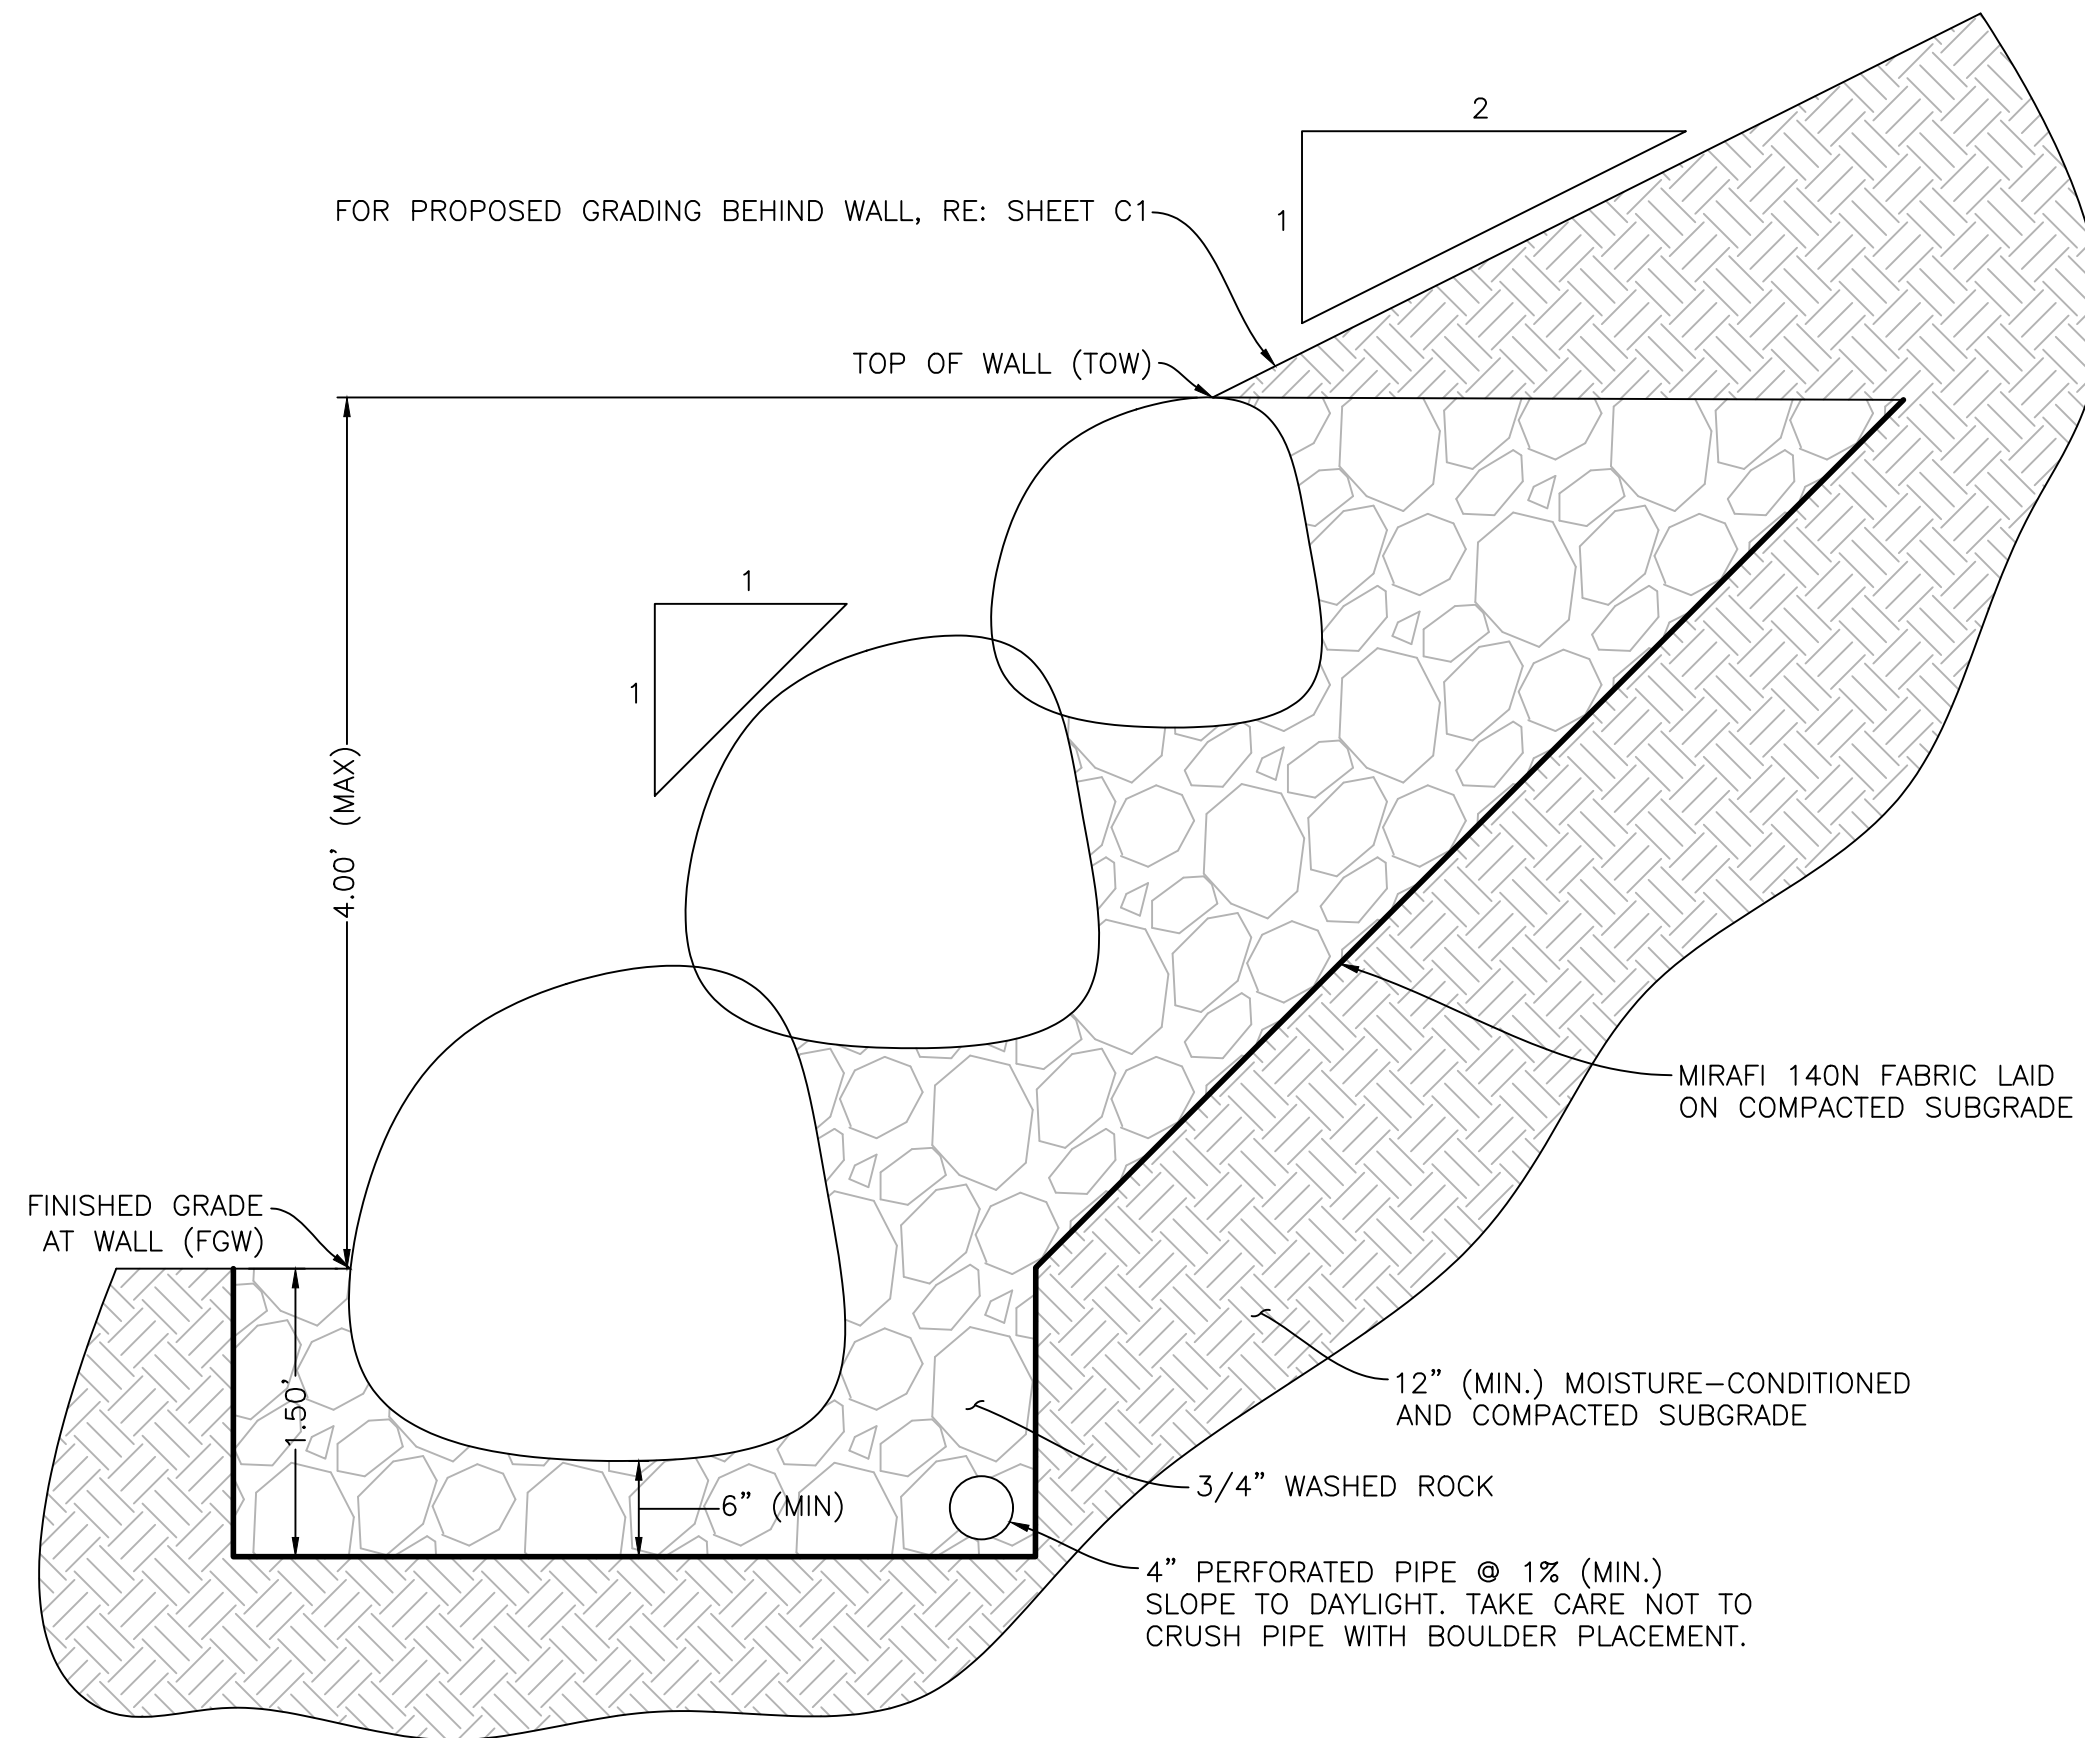 2
FOR PROPOSED GRADING BEHIND WALL, RE: SHEET C1
1
TOP OF WALL (TOW)
1
1
4.00' (MAX)
MIRAFI 140N FABRIC LAID
ON COMPACTED SUBGRADE
FINISHED GRADE
AT WALL (FGW)
1.50'
12" (MIN.) MOISTURE-CONDITIONED
AND COMPACTED SUBGRADE
3/4" WASHED ROCK
6" (MIN)
4" PERFORATED PIPE @ 1% (MIN.)
SLOPE TO DAYLIGHT. TAKE CARE NOT TO
CRUSH PIPE WITH BOULDER PLACEMENT.